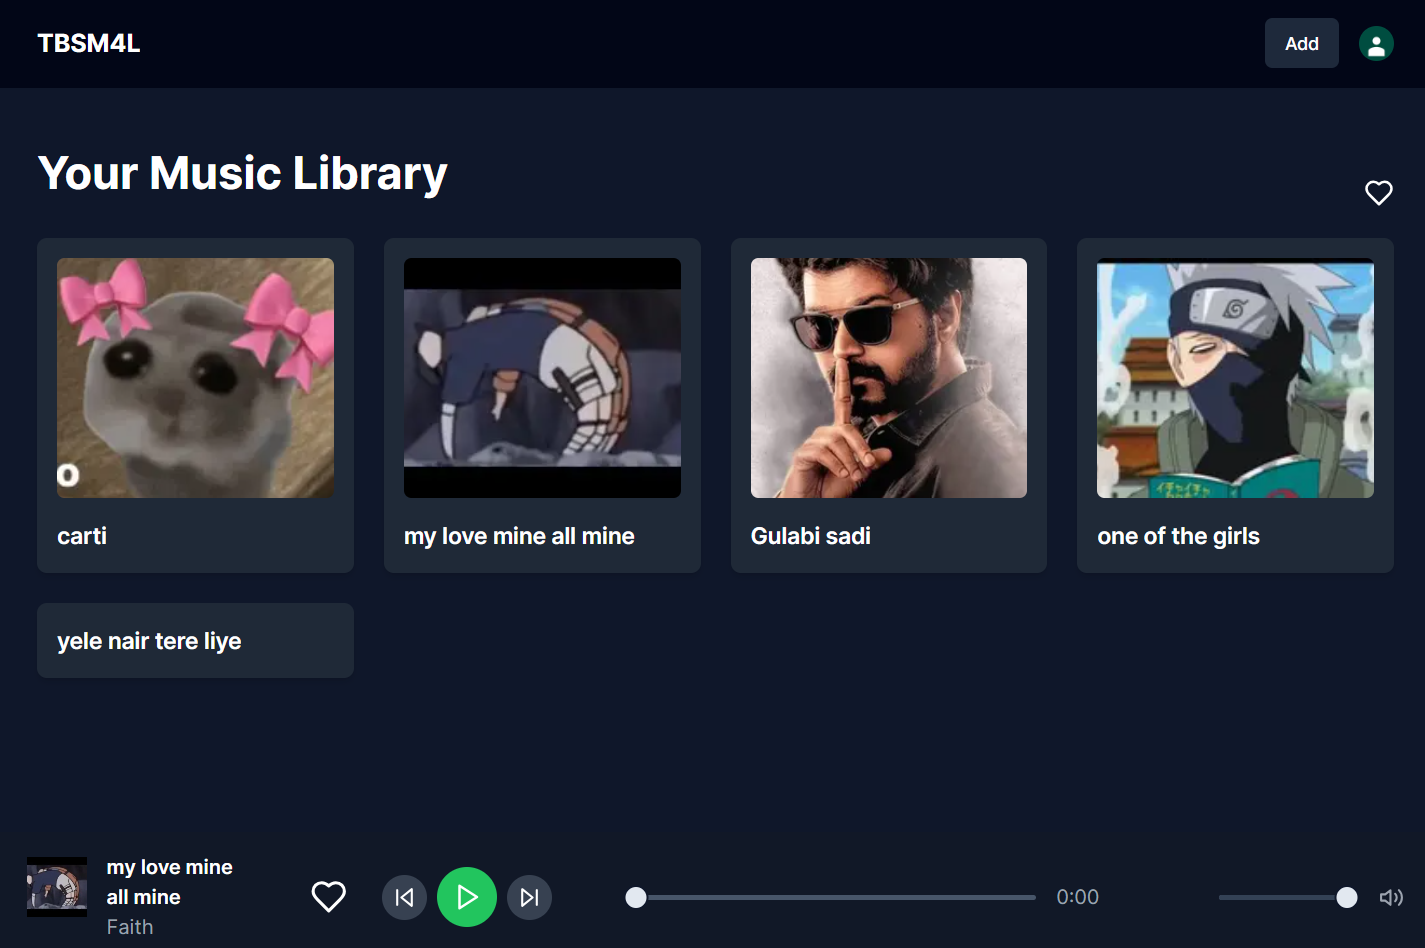 TBSM4L
Add
Your Music Library
O
carti
my love mine all mine
Gulabi sadi
one of the girls
yele nair tere liye
my love mine
all mine
Faith
0:00